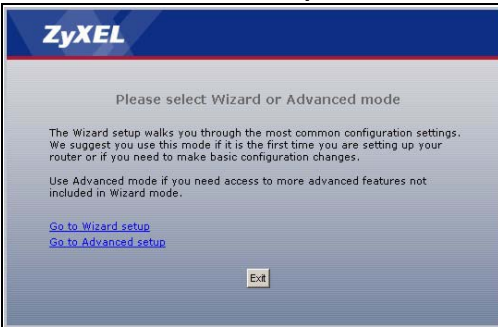 ZyXEL
Please select Wizard or Advanced mode
The Wizard setup walks you through the most common configuration settings.
We suggest you use this mode if it is the first time you are setting up your
router or if you need to make basic configuration changes.
Use Advanced mode if you need access to more advanced features not
included in Wizard mode.
Go to Wizard setup
Go to Advanced setup
Exit